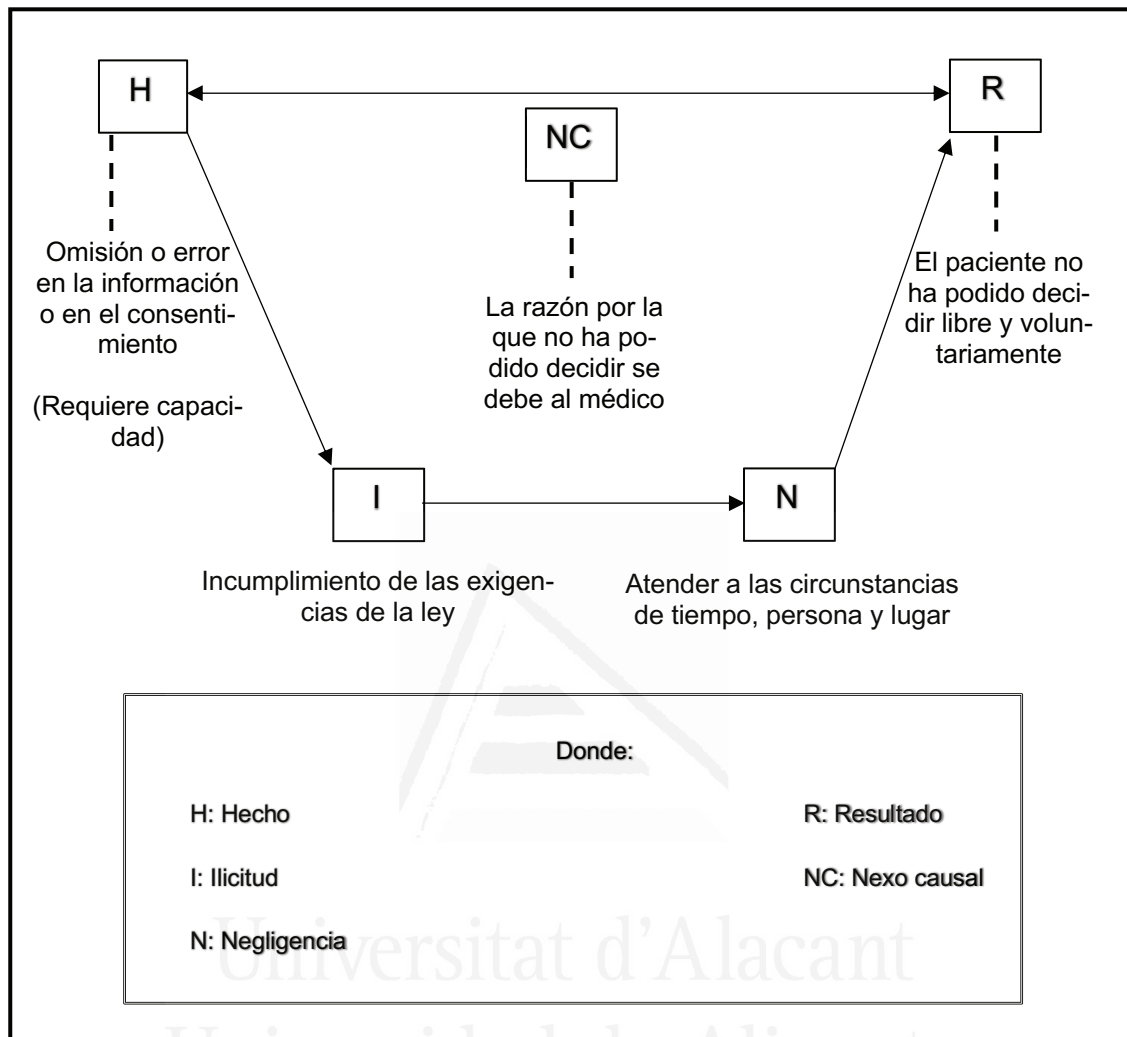 H
R
NC
Omisión o error
en la información
o en el consenti-
miento
(Requiere capaci-
dad)
La razón por la
que no ha po-
dido decidir se
debe al médico
El paciente no
ha podido deci-
dir libre y volun-
tariamente
I
N
Incumplimiento de las exigen-
cias de la ley
Atender a las circunstancias
de tiempo, persona y lugar
Donde:
H: Hecho
R: Resultado
I: Ilicitud
NC: Nexo causal
N: Negligencia
Universitat d'Alacant